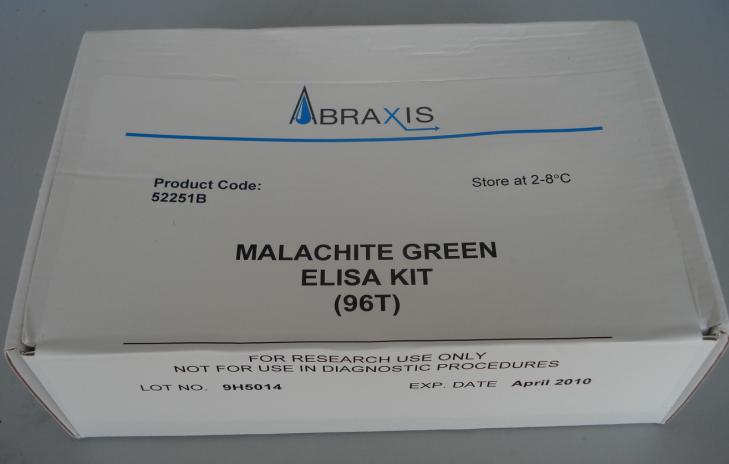 ABRAXIS
Product Code:
52251B
Store at 2-8°C
MALACHITE GREEN
ELISA KIT
(96T)
FOR RESEARCH USE ONLY
NOT FOR USE IN DIAGNOSTIC PROCEDURES
LOT NO. 9H5014 EXP. DATE April 2010